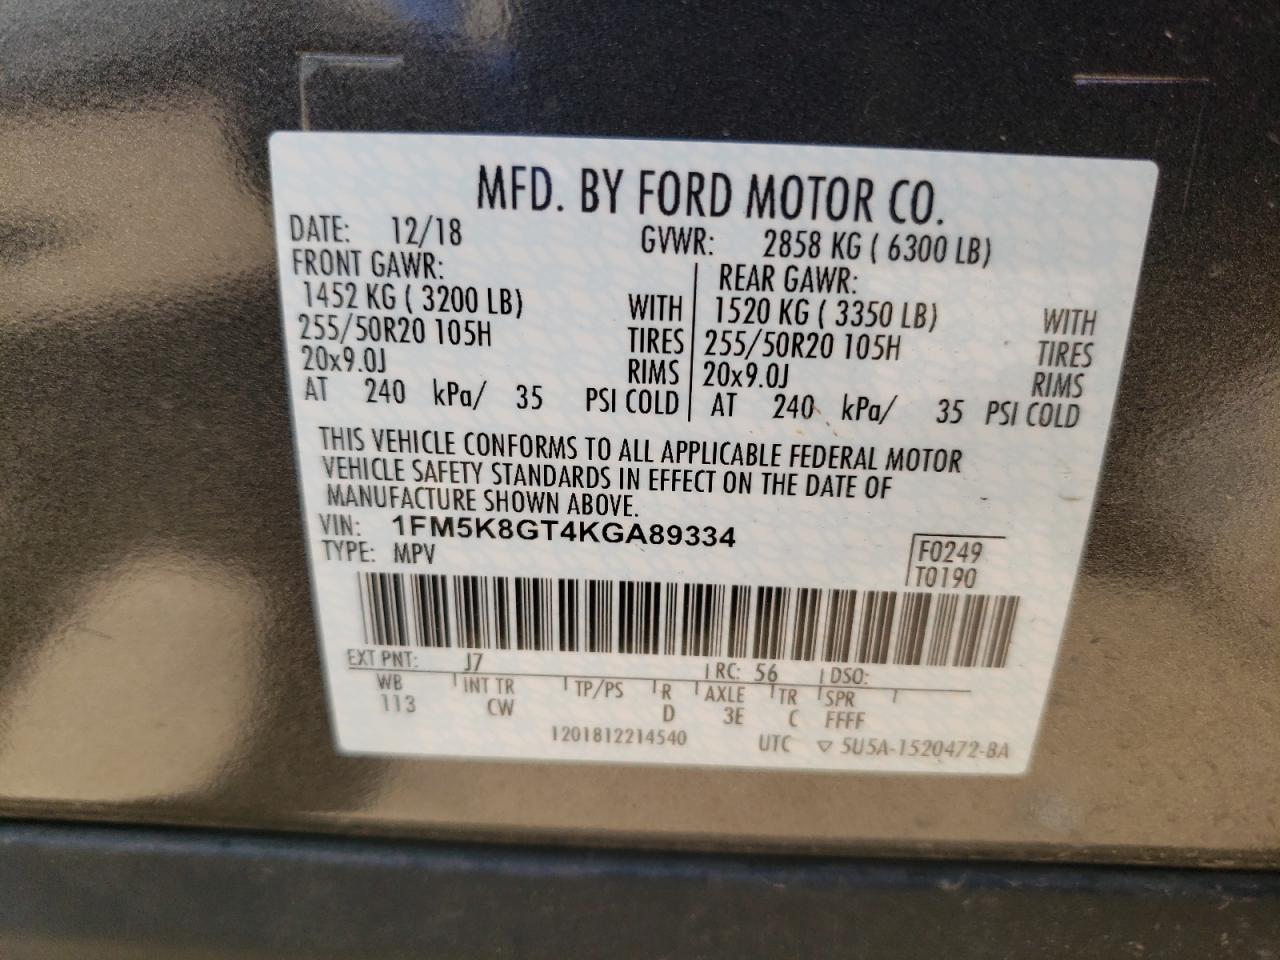 MFD. BY FORD MOTOR CO.
DATE: 12/18 GVWR: 2858 KG ( 6300 LB)
FRONT GAWR: REAR GAWR:
1452 KG ( 3200 LB) WITH 1520 KG ( 3350 LB) WITH
255/50R20 105H TIRES 255/50R20 105H TIRES
20x9.0J RIMS 20x9.0J RIMS
AT 240 kPa/ 35 PSI COLD AT 240 kPa/ 35 PSI COLD
THIS VEHICLE CONFORMS TO ALL APPLICABLE FEDERAL MOTOR
VEHICLE SAFETY STANDARDS IN EFFECT ON THE DATE OF
MANUFACTURE SHOWN ABOVE.
VIN: 1FM5K8GT4KGA89334
TYPE: MPV
F0249
T0190
EXT PNT: J7 RC: 56 DSO:
WB INT TR TP/PS R AXLE TR SPR
113 CW D 3E C FFFF
1201812214540 UTC ▽ 5U5A-1520472-BA